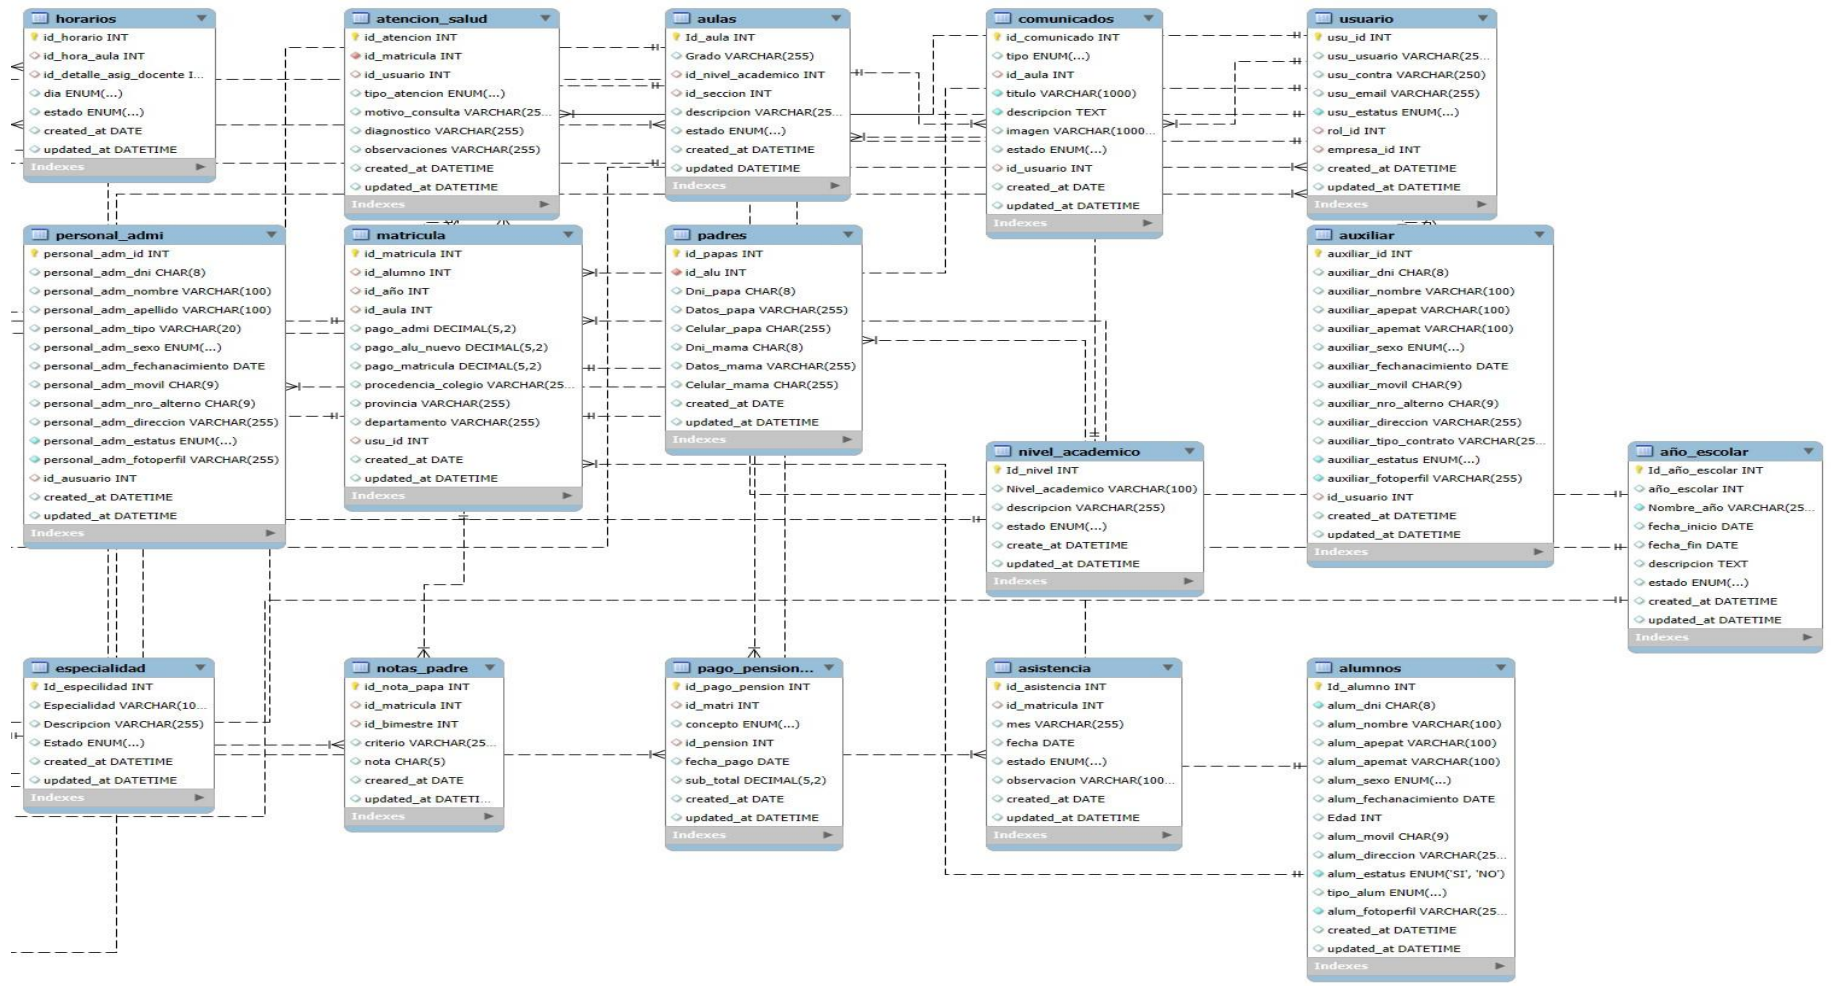 horarios
id_horario INT
id_hora_aula INT
id_detalle_asig_docente I...
dia ENUM(...)
estado ENUM(...)
created_at DATE
updated_at DATETIME
Indexes
atencion_salud
id_atencion INT
id_matricula INT
id_usuario INT
tipo_atencion ENUM(...)
motivo_consulta VARCHAR(25...
diagnostico VARCHAR(255)
observaciones VARCHAR(255)
created_at DATETIME
updated_at DATETIME
Indexes
aulas
Id_aula INT
Grado VARCHAR(255)
id_nivel_academico INT
id_seccion INT
descripcion VARCHAR(25...
estado ENUM(...)
created_at DATETIME
updated DATETIME
Indexes
comunicados
id_comunicado INT
tipo ENUM(...)
id_aula INT
titulo VARCHAR(1000)
descripcion TEXT
imagen VARCHAR(1000...
estado ENUM(...)
id_usuario INT
created_at DATE
updated_at DATETIME
Indexes
usuario
usu_id INT
usu_usuario VARCHAR(25...
usu_contra VARCHAR(250)
usu_email VARCHAR(255)
usu_estatus ENUM(...)
rol_id INT
empresa_id INT
created_at DATETIME
updated_at DATETIME
Indexes
personal_admi
personal_adm_id INT
personal_adm_dni CHAR(8)
personal_adm_nombre VARCHAR(100)
personal_adm_apellido VARCHAR(100)
personal_adm_tipo VARCHAR(20)
personal_adm_sexo ENUM(...)
personal_adm_fechanacimiento DATE
personal_adm_movil CHAR(9)
personal_adm_nro_alterno CHAR(9)
personal_adm_direccion VARCHAR(255)
personal_adm_estatus ENUM(...)
personal_adm_fotoperfil VARCHAR(255)
id_ausuario INT
created_at DATETIME
updated_at DATETIME
Indexes
matricula
id_matricula INT
id_alumno INT
id_año INT
id_aula INT
pago_admi DECIMAL(5,2)
pago_alu_nuevo DECIMAL(5,2)
pago_matricula DECIMAL(5,2)
procedencia_colegio VARCHAR(25...
provincia VARCHAR(255)
departamento VARCHAR(255)
usu_id INT
created_at DATE
updated_at DATETIME
Indexes
padres
id_papas INT
id_alu INT
Dni_papa CHAR(8)
Datos_papa VARCHAR(255)
Celular_papa CHAR(255)
Dni_mama CHAR(8)
Datos_mama VARCHAR(255)
Celular_mama CHAR(255)
created_at DATE
updated_at DATETIME
Indexes
nivel_academico
Id_nivel INT
Nivel_academico VARCHAR(100)
descripcion VARCHAR(255)
estado ENUM(...)
create_at DATETIME
updated_at DATETIME
Indexes
auxiliar
auxiliar_id INT
auxiliar_dni CHAR(8)
auxiliar_nombre VARCHAR(100)
auxiliar_apepat VARCHAR(100)
auxiliar_apemat VARCHAR(100)
auxiliar_sexo ENUM(...)
auxiliar_fechanacimiento DATE
auxiliar_movil CHAR(9)
auxiliar_nro_alterno CHAR(9)
auxiliar_direccion VARCHAR(255)
auxiliar_tipo_contrato VARCHAR(25...
auxiliar_estatus ENUM(...)
auxiliar_fotoperfil VARCHAR(255)
id_usuario INT
created_at DATETIME
updated_at DATETIME
Indexes
año_escolar
Id_año_escolar INT
año_escolar INT
Nombre_año VARCHAR(25...
fecha_inicio DATE
fecha_fin DATE
descripcion TEXT
estado ENUM(...)
created_at DATETIME
updated_at DATETIME
Indexes
especialidad
Id_especilidad INT
Especialidad VARCHAR(10...
Descripcion VARCHAR(255)
Estado ENUM(...)
created_at DATETIME
updated_at DATETIME
Indexes
notas_padre
id_nota_papa INT
id_matricula INT
id_bimestre INT
criterio VARCHAR(25...
nota CHAR(5)
creared_at DATE
updated_at DATETI...
Indexes
pago_pension...
id_pago_pension INT
id_matri INT
concepto ENUM(...)
id_pension INT
fecha_pago DATE
sub_total DECIMAL(5,2)
created_at DATE
updated_at DATETIME
Indexes
asistencia
id_asistencia INT
id_matricula INT
mes VARCHAR(255)
fecha DATE
estado ENUM(...)
observacion VARCHAR(100...
created_at DATE
updated_at DATETIME
Indexes
alumnos
Id_alumno INT
alum_dni CHAR(8)
alum_nombre VARCHAR(100)
alum_apepat VARCHAR(100)
alum_apemat VARCHAR(100)
alum_sexo ENUM(...)
alum_fechanacimiento DATE
Edad INT
alum_movil CHAR(9)
alum_direccion VARCHAR(25...
alum_estatus ENUM('SI', 'NO')
tipo_alum ENUM(...)
alum_fotoperfil VARCHAR(25...
created_at DATETIME
updated_at DATETIME
Indexes